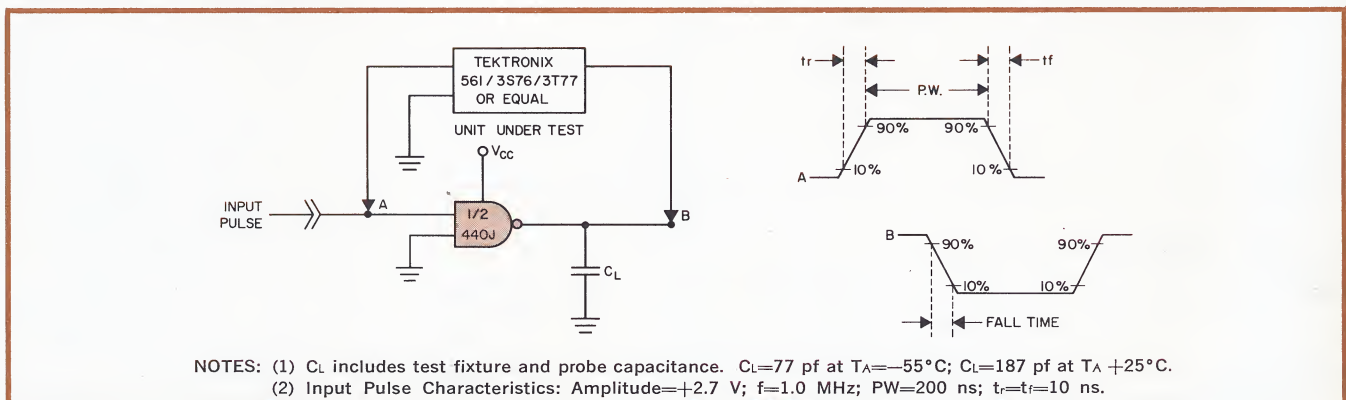 TEKTRONIX
561/3S76/3T77
OR EQUAL
UNIT UNDER TEST
VCC
INPUT
PULSE
A
1/2
440J
B
CL
tr
tf
P.W.
90%
90%
10%
10%
A
B
90%
90%
10%
10%
FALL TIME
NOTES: (1) CL includes test fixture and probe capacitance. CL=77 pf at TA=—55°C; CL=187 pf at TA +25°C.
(2) Input Pulse Characteristics: Amplitude=+2.7 V; f=1.0 MHz; PW=200 ns; tr=tf=10 ns.